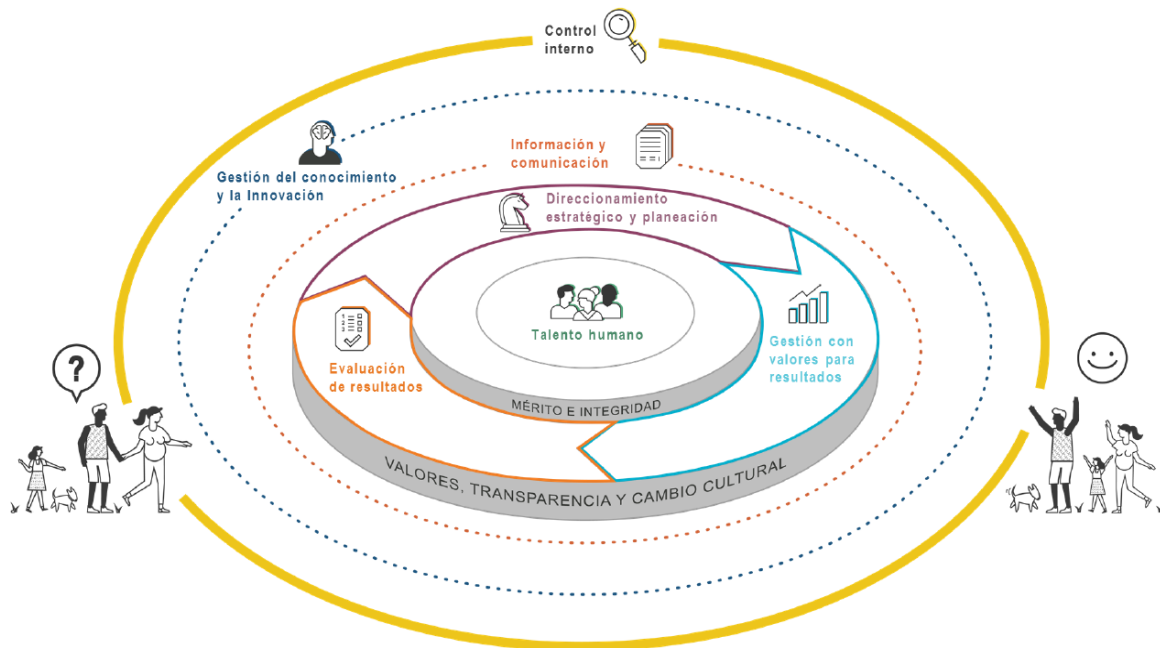 Control
interno
Información y
comunicación
Gestión del conocimiento
y la Innovación
Direccionamiento
estratégico y planeación
Talento humano
Gestión con
valores para
resultados
Evaluación
de resultados
MÉRITO E INTEGRIDAD
VALORES, TRANSPARENCIA Y CAMBIO CULTURAL
?